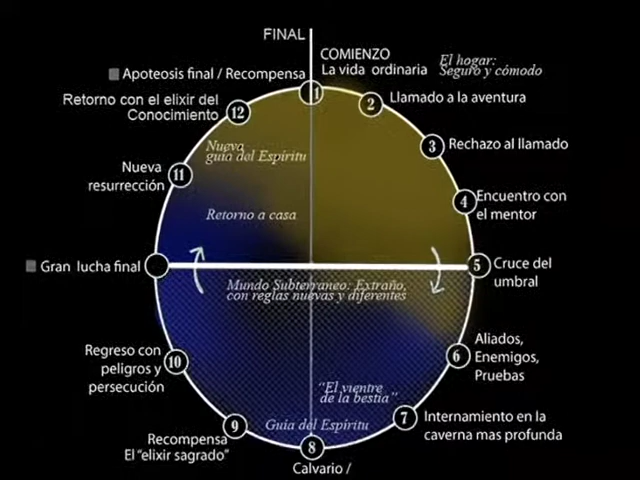 FINAL
COMIENZO
La vida ordinaria
El hogar:
Seguro y cómodo
Apoteosis final / Recompensa
1
2
Llamado a la aventura
3
Rechazo al llamado
4
Encuentro con
el mentor
5
Cruce del
umbral
Aliados,
6
Enemigos,
Pruebas
7
Internamiento en la
caverna mas profunda
8
Calvario /
9
Recompensa
El "elixir sagrado"
10
Regreso con
peligros y
persecución
Gran lucha final
11
Nueva
resurrección
12
Retorno con el elixir del
Conocimiento
Nueva
guia del Espíritu
Retorno a casa
Mundo Subterraneo: Extraño,
con reglas nuevas y diferentes
"El vientre
de la bestia"
Guia del Espíritu